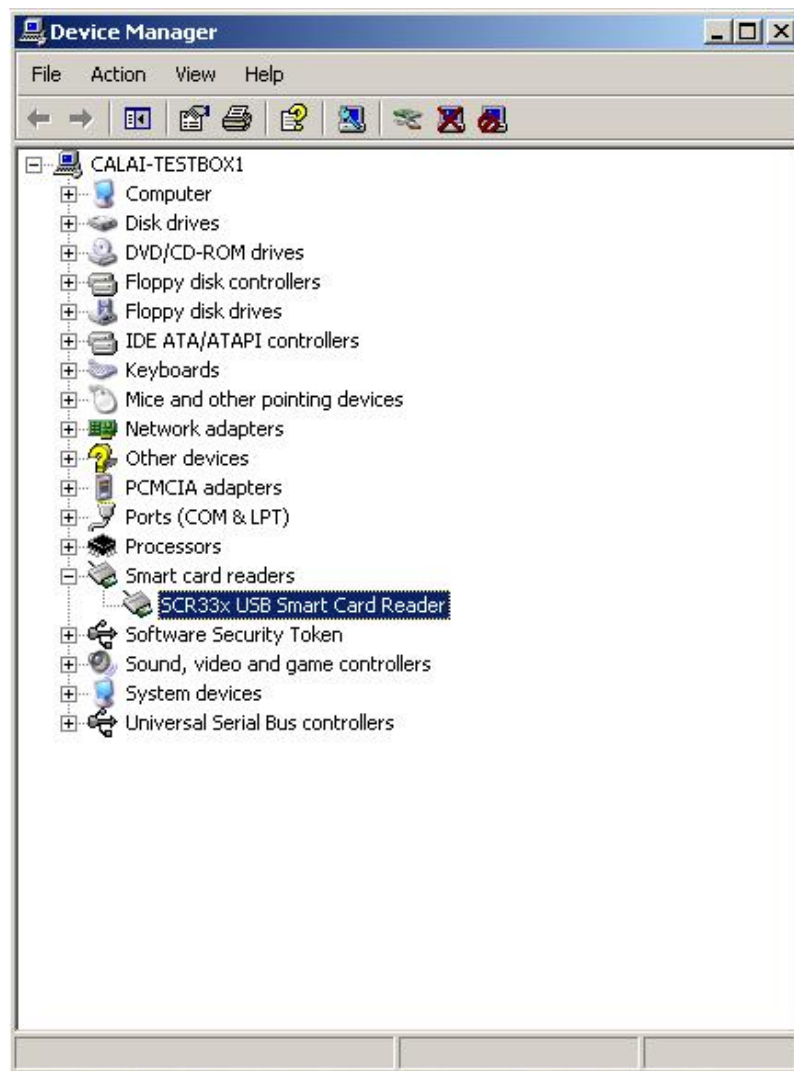 Device Manager
File Action View Help
CALAI-TESTBOX1
Computer
Disk drives
DVD/CD-ROM drives
Floppy disk controllers
Floppy disk drives
IDE ATA/ATAPI controllers
Keyboards
Mice and other pointing devices
Network adapters
Other devices
PCMCIA adapters
Ports (COM & LPT)
Processors
Smart card readers
SCR33x USB Smart Card Reader
Software Security Token
Sound, video and game controllers
System devices
Universal Serial Bus controllers